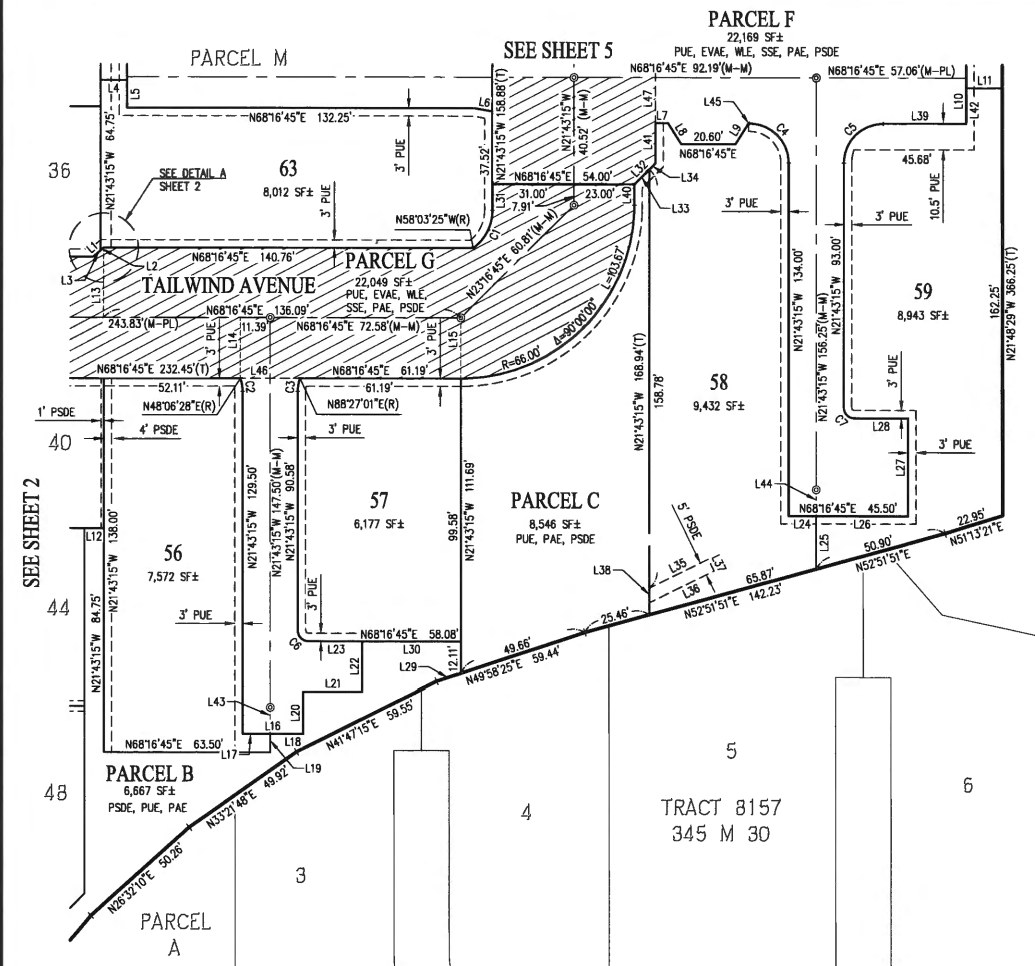 PARCEL F
22,169 SF±
PUE, EVAE, WLE, SSE, PAE, PSDE
PARCEL M
SEE SHEET 5
N68°16'45"E 92.19'(M-M)
N68°16'45"E 57.06'(M-PL)
L4
L5
L6
L47
L45
L11
L10
L42
L39
N68°16'45"E 132.25'
3' PUE
N21°43'15"W 64.75'
37.52'
N21°43'15"W 158.88'(T)
N21°43'15"W
40.52' (M-M)
L7
L8
20.60'
N68°16'45"E
L9
C4
C5
45.68'
L41
36
63
8,012 SF±
SEE DETAIL A
SHEET 2
3' PUE
L32
L34
N68°16'45"E 54.00'
31.00'
23.00'
7.91'
L31
L40
L33
10.5' PUE
3' PUE
3' PUE
N58°03'25"W(R)
C1
L1
L2
L3
L13
N68°16'45"E 140.76'
PARCEL G
22,049 SF±
PUE, EVAE, WLE,
SSE, PAE, PSDE
TAILWIND AVENUE
N23°16'45"E 60.81'(M-M)
L=103.67'
Δ=90°00'00"
R=66.00'
N68°16'45"E 136.09'
243.83'(M-PL)
11.39'
N68°16'45"E 72.58'(M-M)
3' PUE
L14
3' PUE
L15
N68°16'45"E 232.45'(T)
L46
N68°16'45"E 61.19'
52.11'
C2
C3
61.19'
N48°06'28"E(R)
N88°27'01"E(R)
3' PUE
1' PSDE
4' PSDE
40
SEE SHEET 2
N21°43'15"W 134.00'
N21°43'15"W 156.25'(M-M)
N21°43'15"W 93.00'
59
8,943 SF±
N21°48'29"W 366.25'(T)
162.25'
58
9,432 SF±
N21°43'15"W 168.94'(T)
158.78'
3' PUE
C7
L28
L27
3' PUE
L44
N68°16'45"E 45.50'
L24
L26
L25
22.95'
N51°13'21"E
50.90'
N52°51'51"E
N21°43'15"W 138.00'
N21°43'15"W 129.50'
N21°43'15"W 147.50'(M-M)
N21°43'15"W 90.58'
57
6,177 SF±
99.58'
N21°43'15"W 111.69'
PARCEL C
8,546 SF±
PUE, PAE, PSDE
5' PSDE
L35
L37
L36
L38
65.87'
N52°51'51"E 142.23'
25.46'
L12
56
7,572 SF±
44
N21°43'15"W 84.75'
3' PUE
3' PUE
C6
N68°16'45"E 58.08'
L23
L30
L22
L29
12.11'
49.66'
N49°58'25"E 59.44'
L21
L20
L43
L16
L18
L17
L19
N41°47'15"E 59.55'
N68°16'45"E 63.50'
PARCEL B
6,667 SF±
PSDE, PUE, PAE
48
N33°21'48"E 49.92'
N26°32'10"E 50.26'
PARCEL
A
3
4
5
TRACT 8157
345 M 30
6